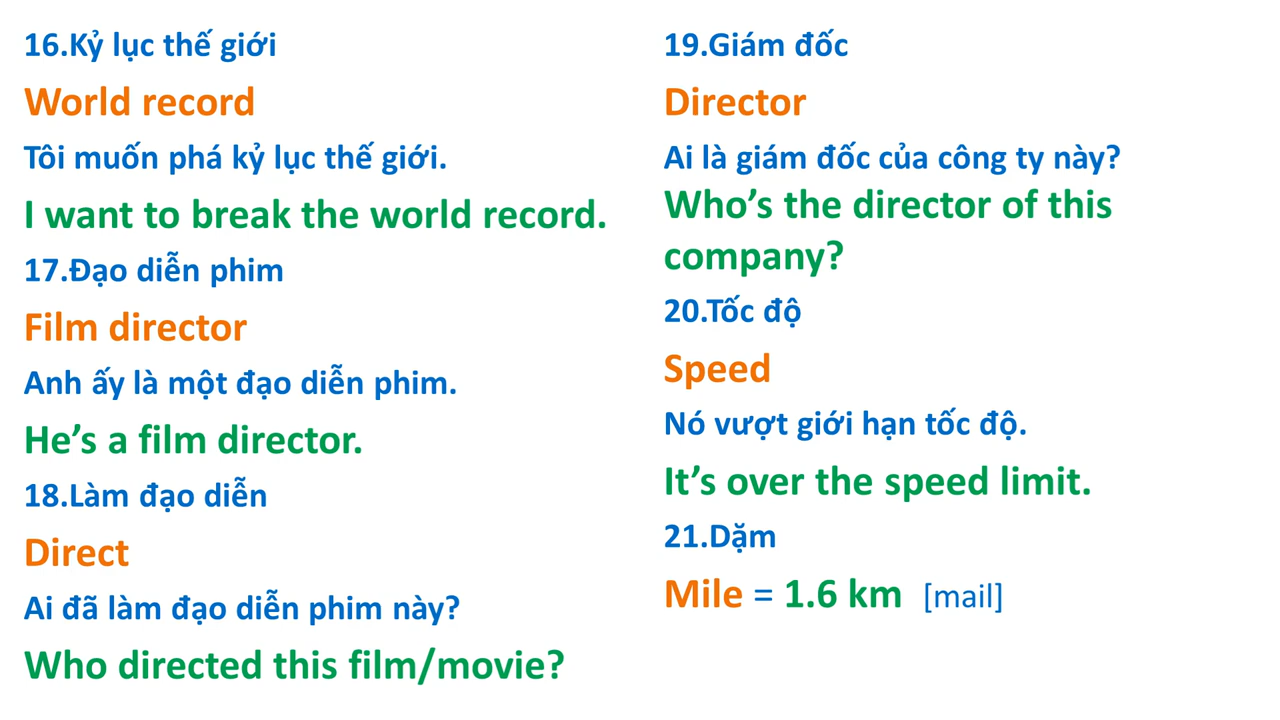 16.Kỷ lục thế giới
World record
Tôi muốn phá kỷ lục thế giới.
I want to break the world record.
17.Đạo diễn phim
Film director
Anh ấy là một đạo diễn phim.
He’s a film director.
18.Làm đạo diễn
Direct
Ai đã làm đạo diễn phim này?
Who directed this film/movie?
19.Giám đốc
Director
Ai là giám đốc của công ty này?
Who’s the director of this
company?
20.Tốc độ
Speed
Nó vượt giới hạn tốc độ.
It’s over the speed limit.
21.Dặm
Mile = 1.6 km [mail]